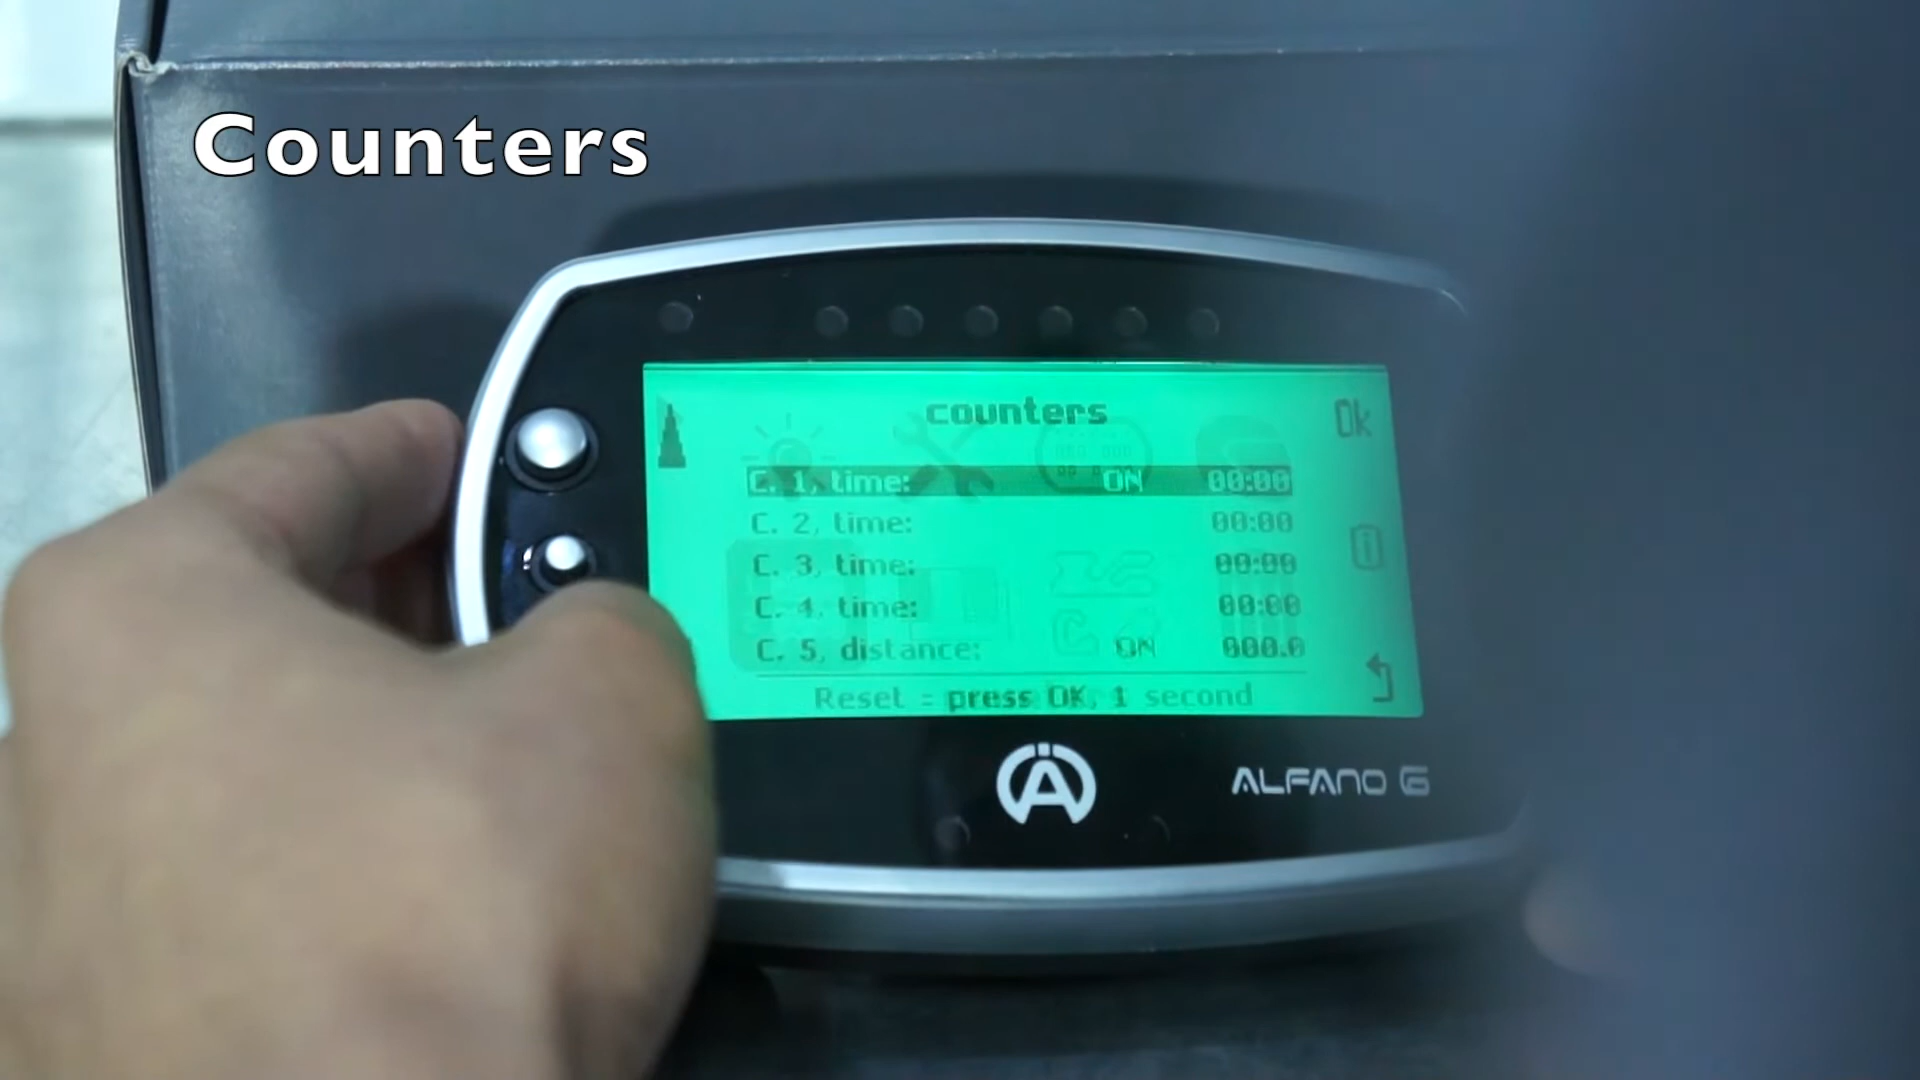 Counters
counters
Ok
C. 1, time: ON 00:00
C. 2, time: 00:00
C. 3, time: 00:00
C. 4, time: 00:00
C. 5, distance: ON 000.0
Reset = press OK, 1 second
ALFANO 6